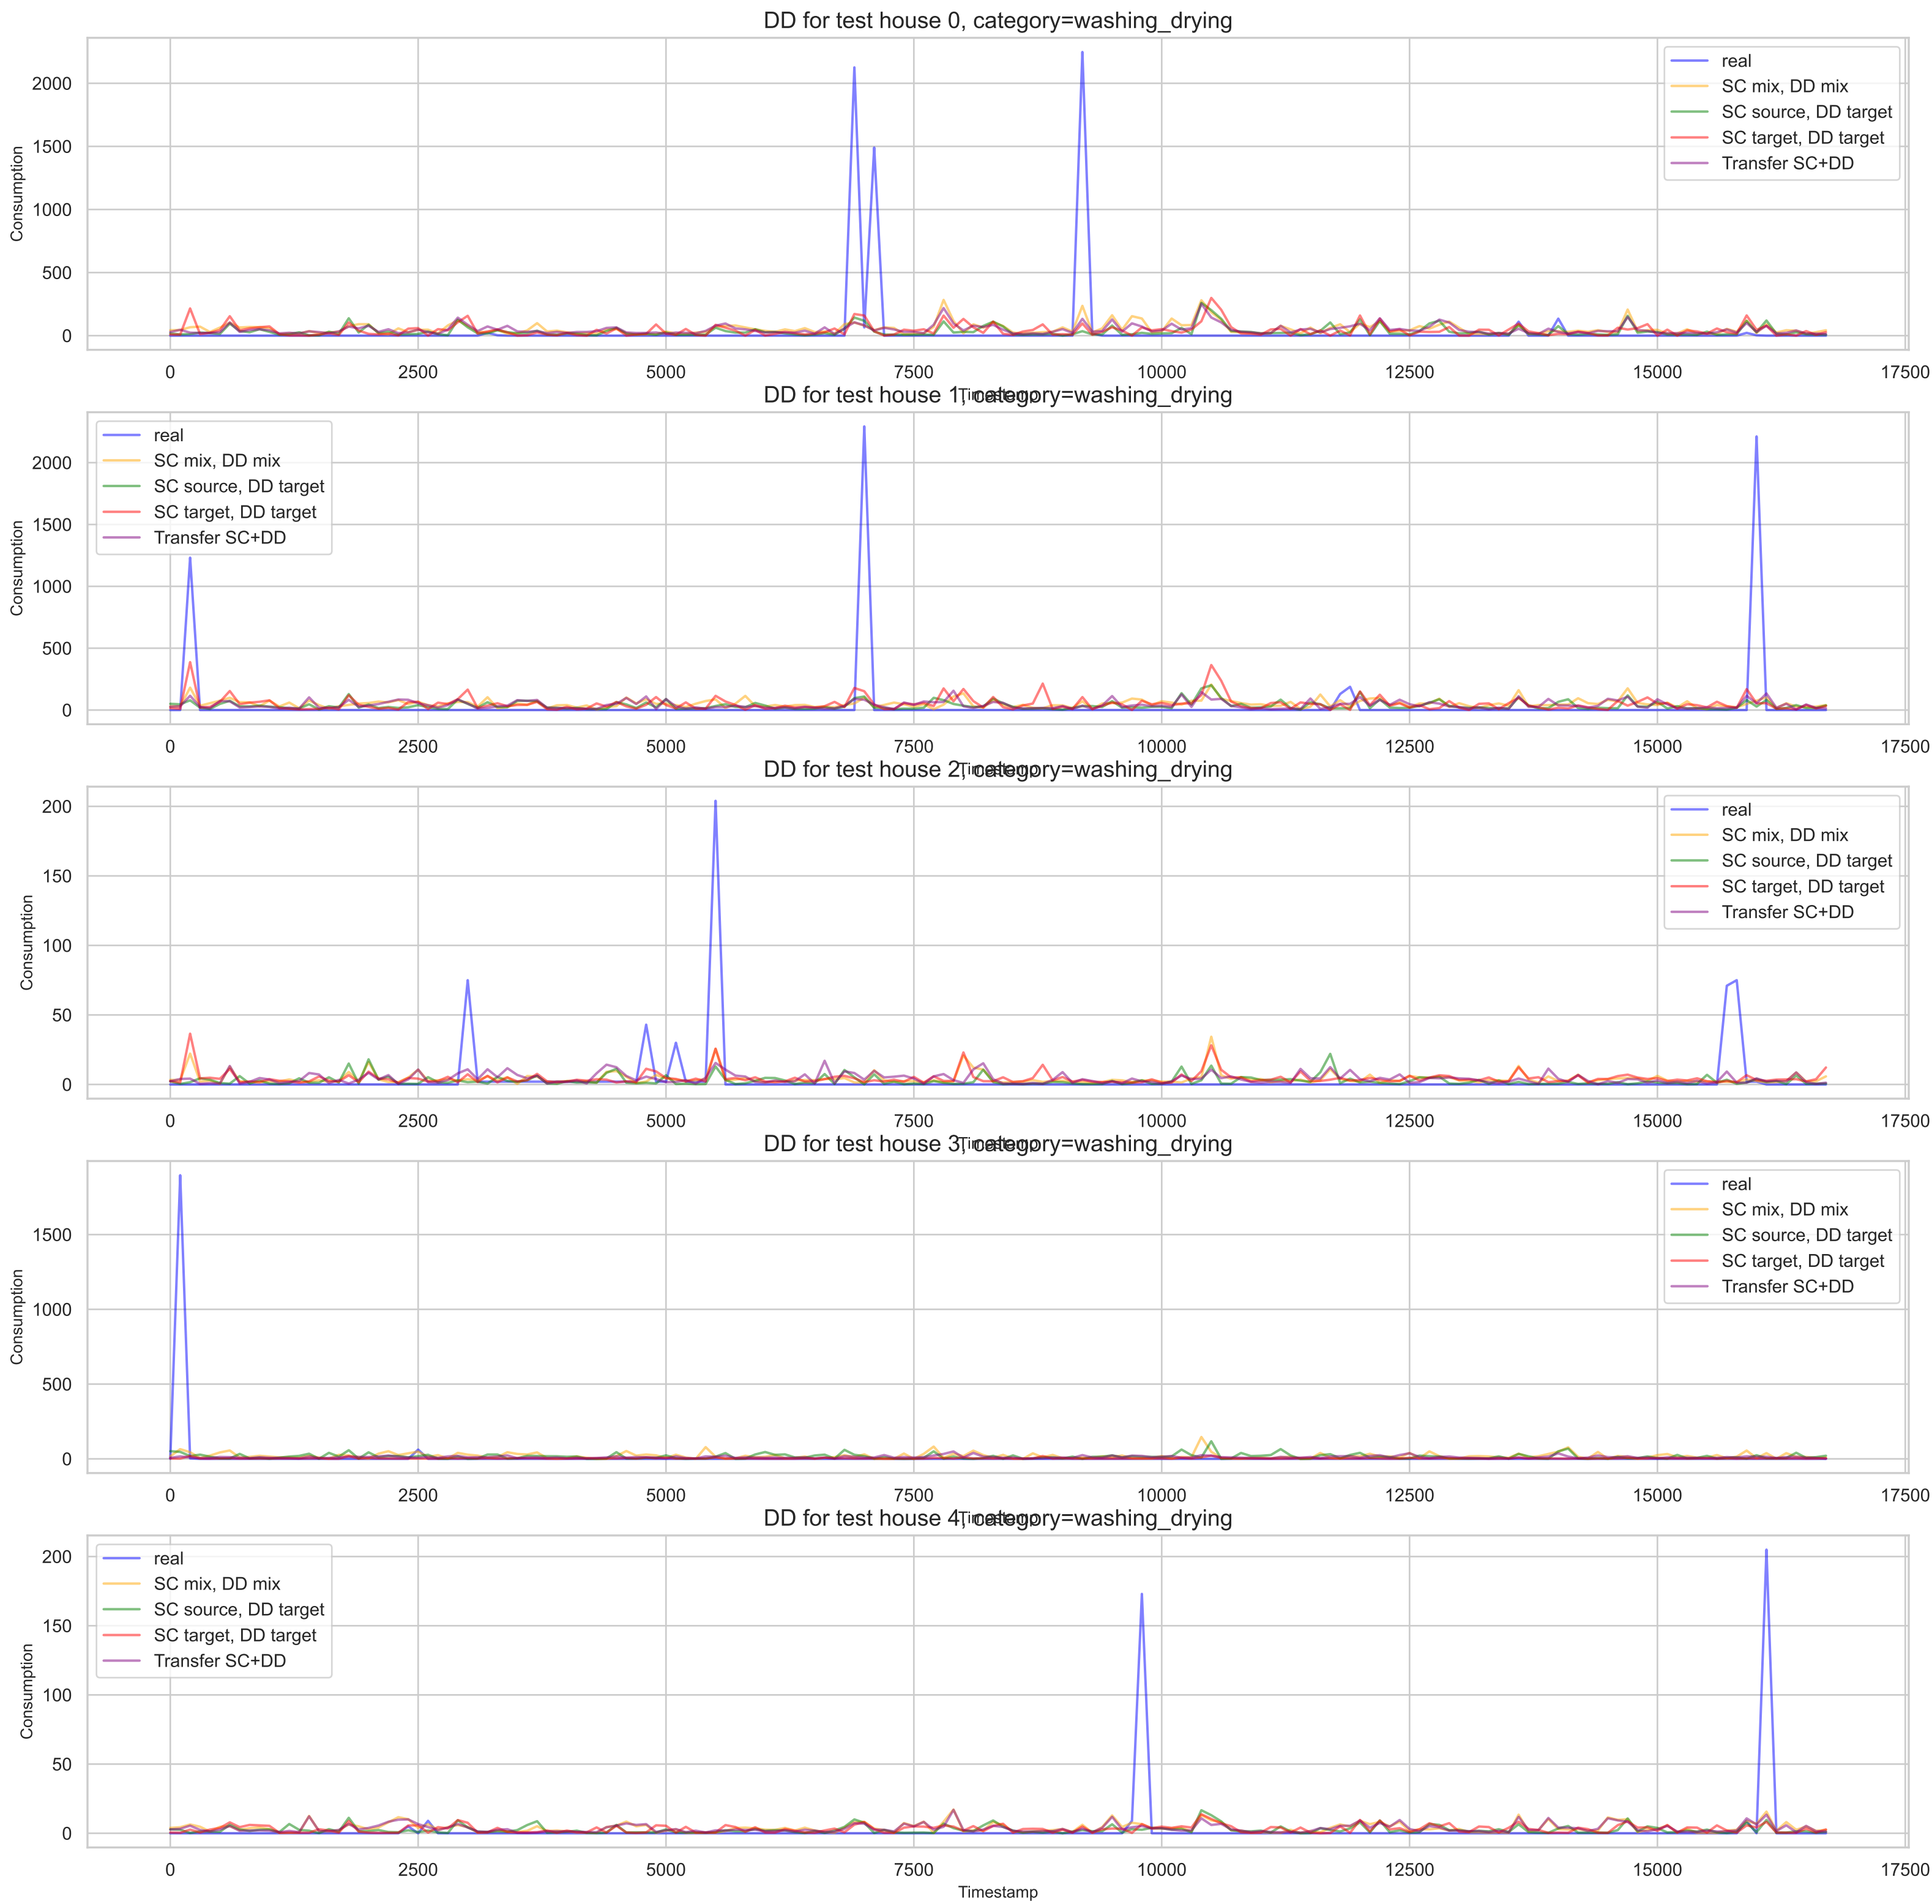 DD for test house 0, category=washing_drying
Consumption
2000
1500
1000
500
0
real
SC mix, DD mix
SC source, DD target
SC target, DD target
Transfer SC+DD
0 2500 5000 7500 10000 12500 15000 17500
Timestamp
DD for test house 1, category=washing_drying
Consumption
2000
1500
1000
500
0
real
SC mix, DD mix
SC source, DD target
SC target, DD target
Transfer SC+DD
0 2500 5000 7500 10000 12500 15000 17500
Timestamp
DD for test house 2, category=washing_drying
Consumption
200
150
100
50
0
real
SC mix, DD mix
SC source, DD target
SC target, DD target
Transfer SC+DD
0 2500 5000 7500 10000 12500 15000 17500
Timestamp
DD for test house 3, category=washing_drying
Consumption
1500
1000
500
0
real
SC mix, DD mix
SC source, DD target
SC target, DD target
Transfer SC+DD
0 2500 5000 7500 10000 12500 15000 17500
Timestamp
DD for test house 4, category=washing_drying
Consumption
200
150
100
50
0
real
SC mix, DD mix
SC source, DD target
SC target, DD target
Transfer SC+DD
0 2500 5000 7500 10000 12500 15000 17500
Timestamp